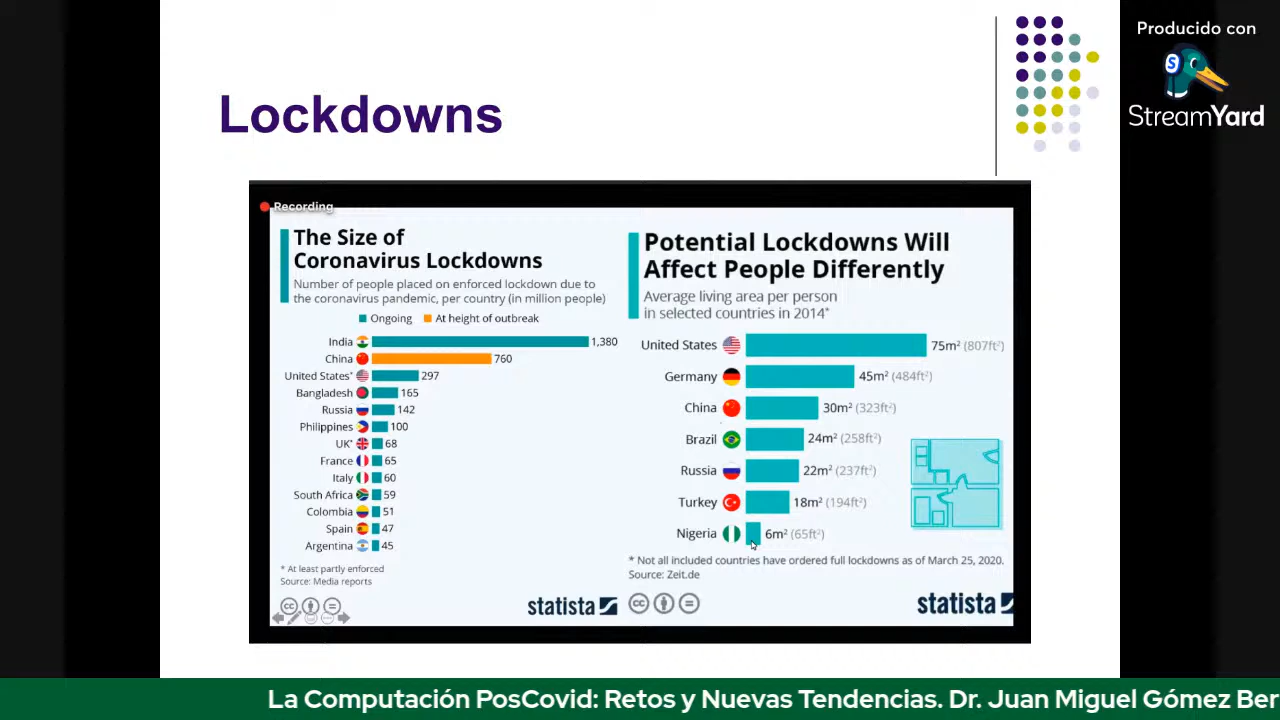 Producido con
StreamYard
Lockdowns
Recording
The Size of
Coronavirus Lockdowns
Number of people placed on enforced lockdown due to
the coronavirus pandemic, per country (in million people)
Ongoing At height of outbreak
India 1,380
China 760
United States* 297
Bangladesh 165
Russia 142
Philippines 100
UK* 68
France 65
Italy 60
South Africa 59
Colombia 51
Spain 47
Argentina 45
* At least partly enforced
Source: Media reports
cc
statista
Potential Lockdowns Will
Affect People Differently
Average living area per person
in selected countries in 2014*
United States 75m² (807ft²)
Germany 45m² (484ft²)
China 30m² (323ft²)
Brazil 24m² (258ft²)
Russia 22m² (237ft²)
Turkey 18m² (194ft²)
Nigeria 6m² (65ft²)
* Not all included countries have ordered full lockdowns as of March 25, 2020.
Source: Zeit.de
cc
statista
La Computación PosCovid: Retos y Nuevas Tendencias. Dr. Juan Miguel Gómez Ber